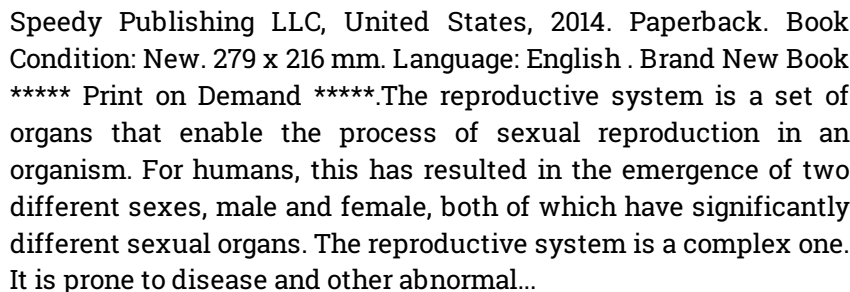 Speedy Publishing LLC, United States, 2014. Paperback. Book
Condition: New. 279 x 216 mm. Language: English . Brand New Book
***** Print on Demand *****.The reproductive system is a set of
organs that enable the process of sexual reproduction in an
organism. For humans, this has resulted in the emergence of two
different sexes, male and female, both of which have significantly
different sexual organs. The reproductive system is a complex one.
It is prone to disease and other abnormal...